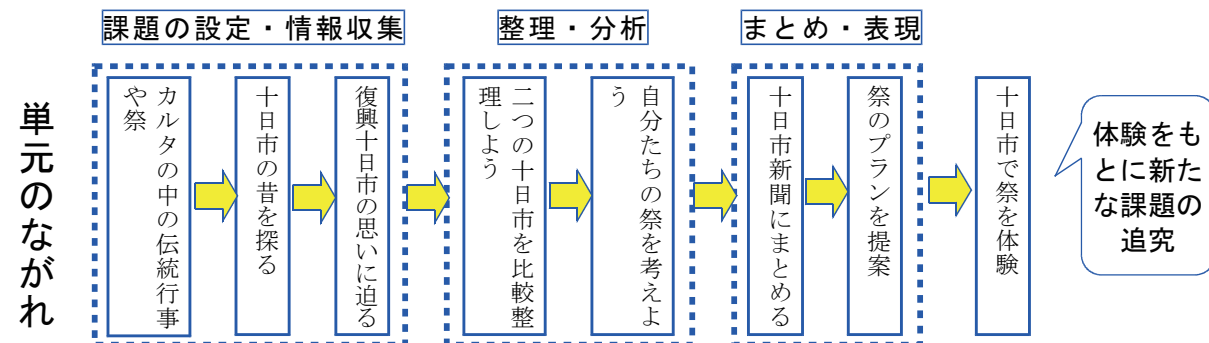 単元のながれ
課題の設定・情報収集
カルタの中の伝統行事
や祭
十日市の昔を探る
復興十日市の思いに迫る
整理・分析
二つの十日市を比較整
理しよう
自分たちの祭を考えよ
う
まとめ・表現
十日市新聞にまとめる
祭のプランを提案
十日市で祭を体験
体験をも
とに新た
な課題の
追究